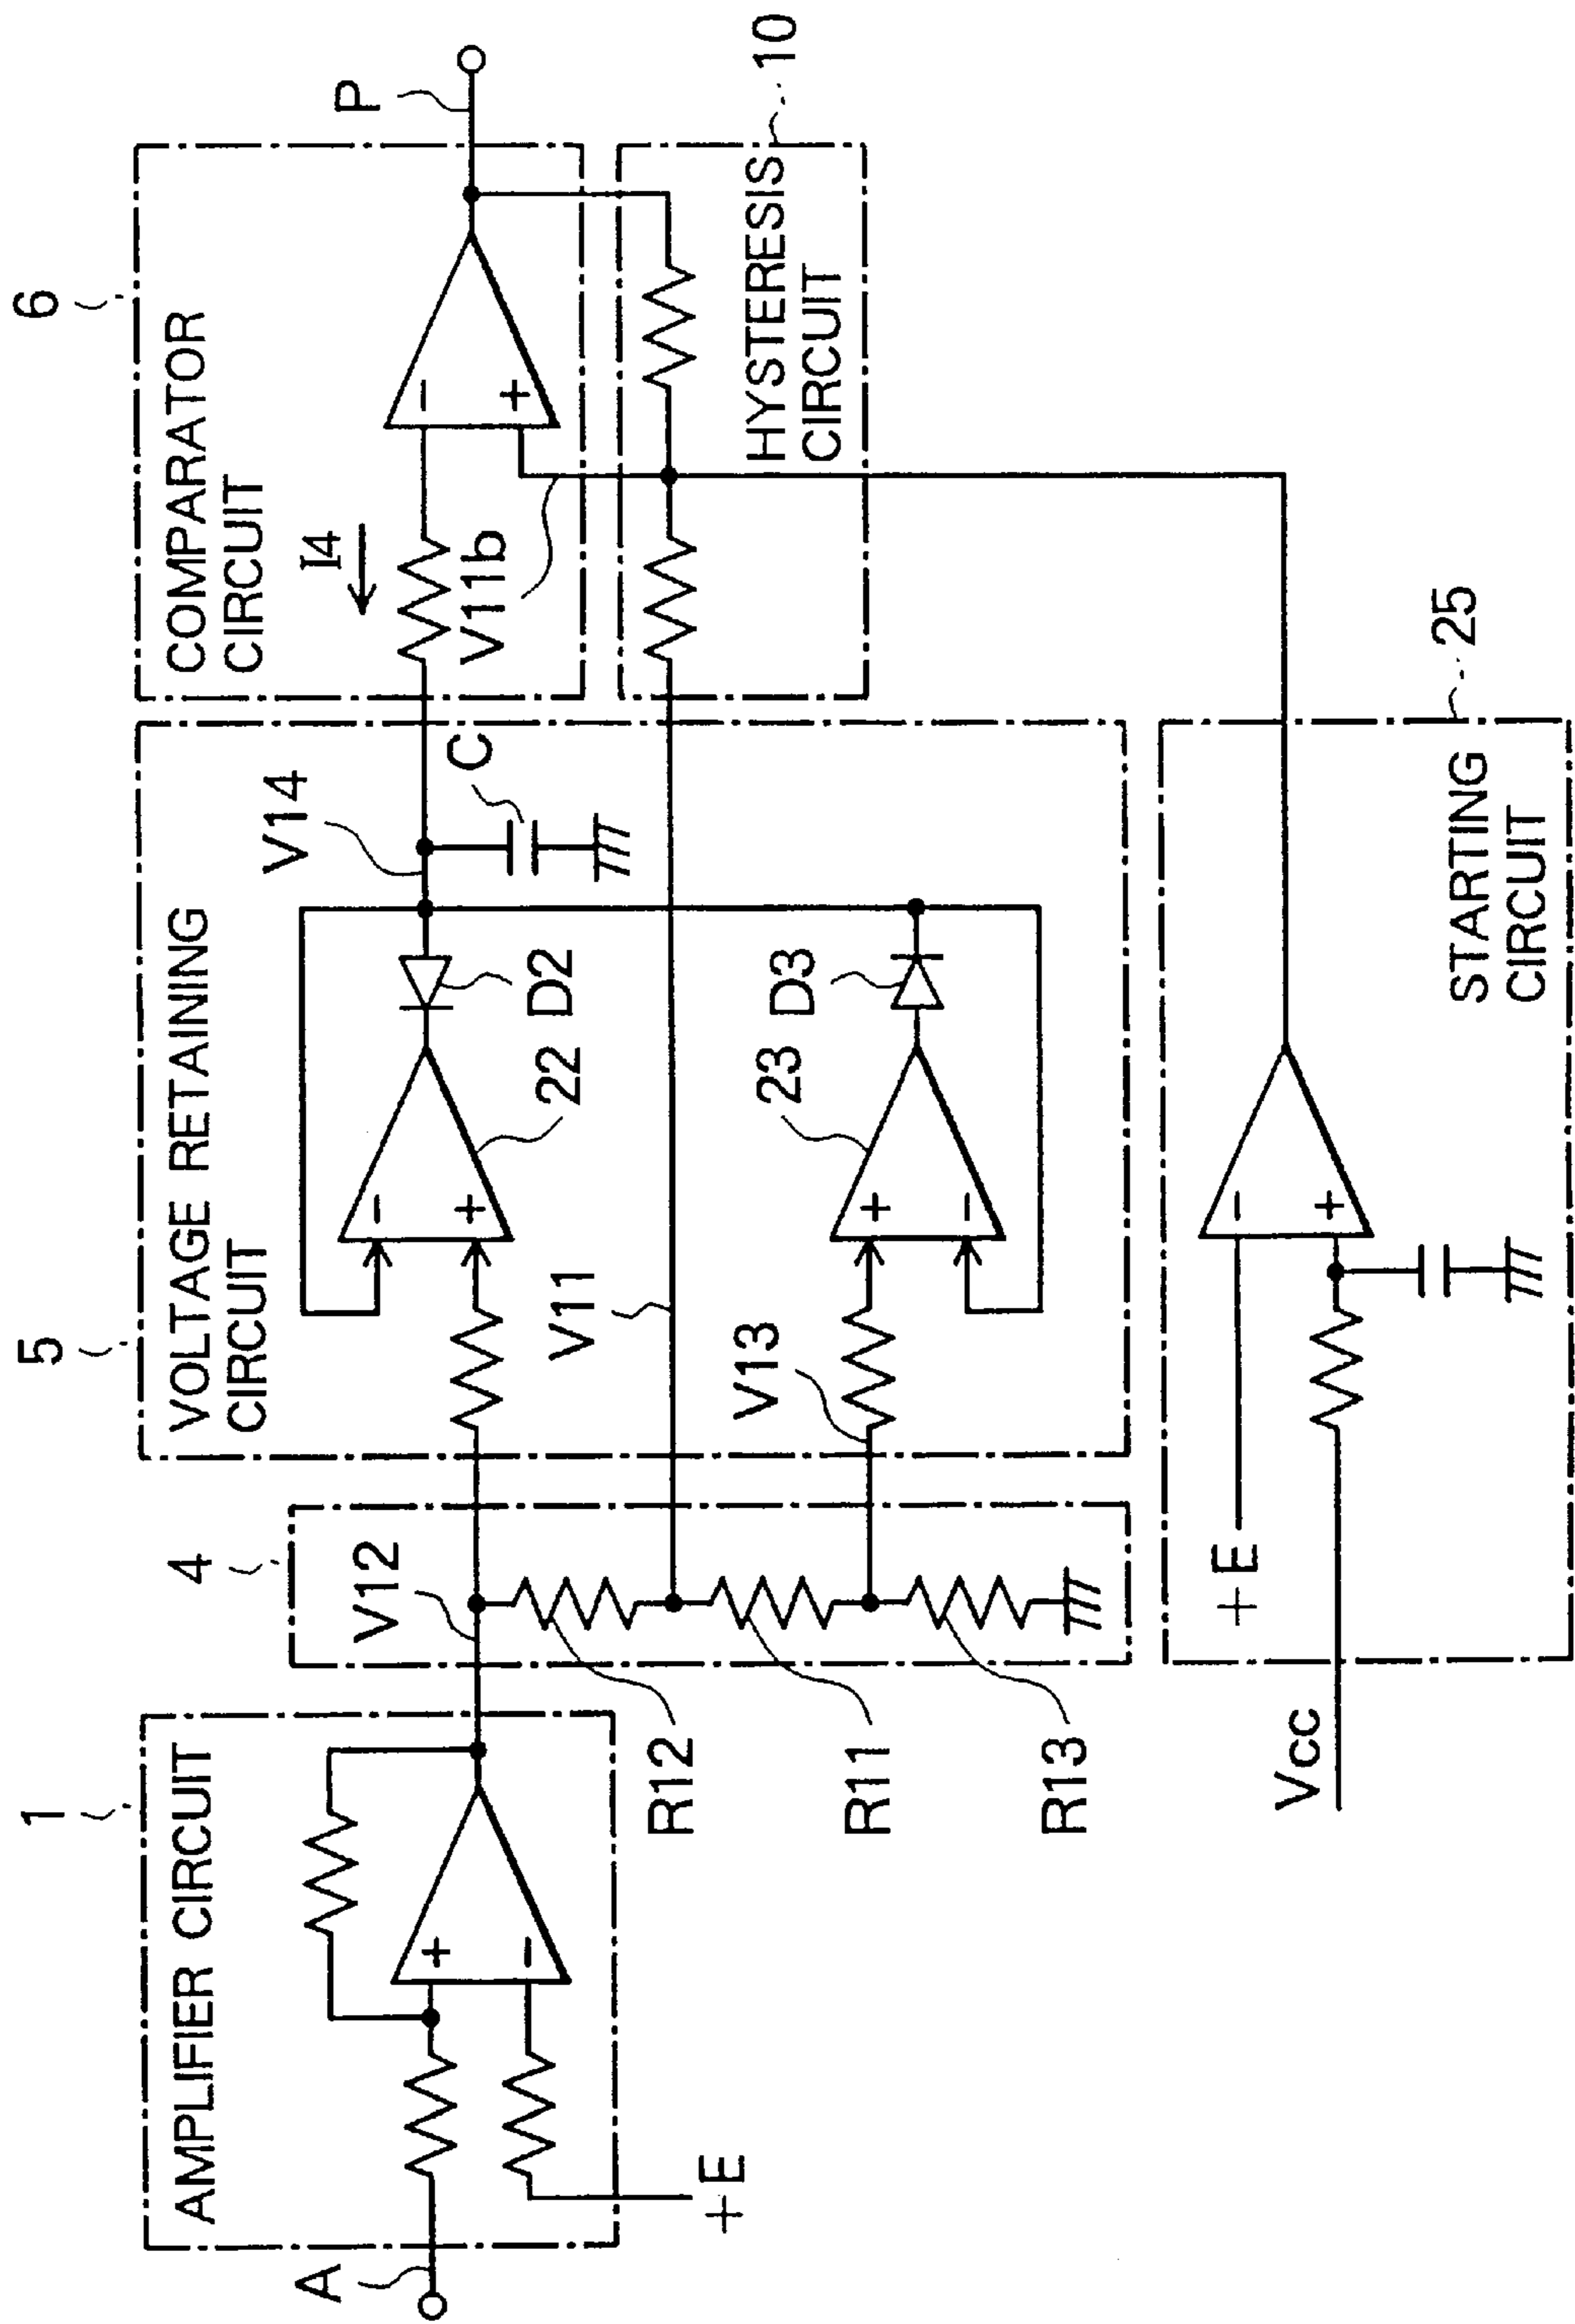 1
AMPLIFIER CIRCUIT
A
+
−
+E
4
V12
R12
R11
R13
5
VOLTAGE RETAINING
CIRCUIT
−
+
22
D2
V14
C
V11
V13
+
−
23
D3
6
COMPARATOR
CIRCUIT
I4
−
+
V11b
P
10
HYSTERESIS
CIRCUIT
25
STARTING
CIRCUIT
−
+
+E
Vcc